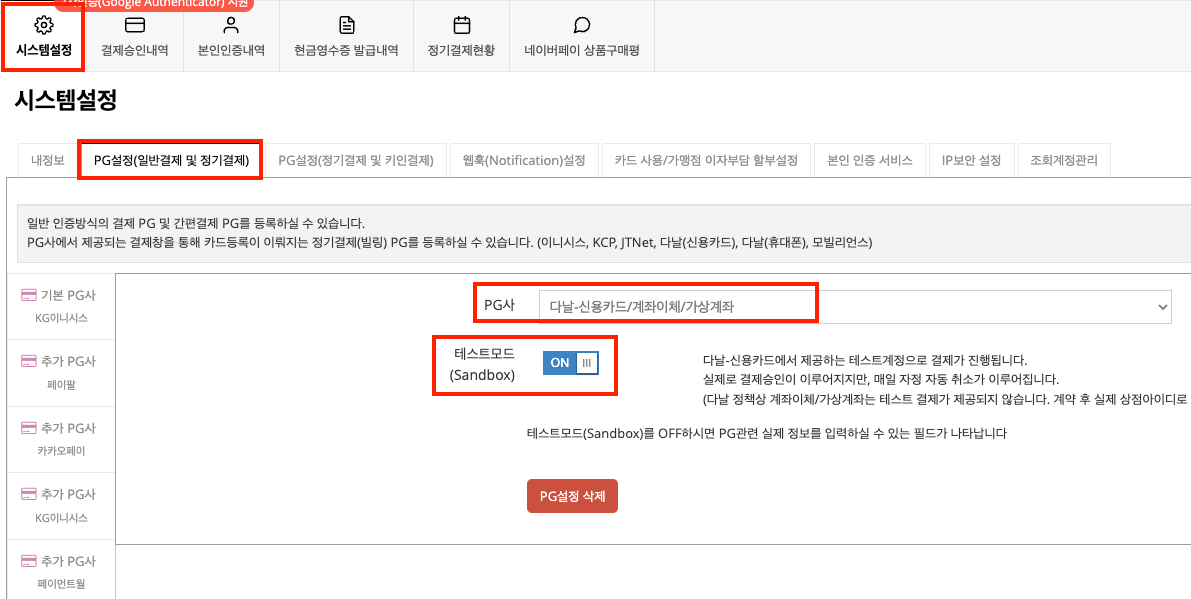 (Google Authenticator) 지원
시스템설정
결제승인내역
본인인증내역
현금영수증 발급내역
정기결제현황
네이버페이 상품구매평
시스템설정
내정보
PG설정(일반결제 및 정기결제)
PG설정(정기결제 및 키인결제)
웹훅(Notification)설정
카드 사용/가맹점 이자부담 할부설정
본인 인증 서비스
IP보안 설정
조회계정관리
일반 인증방식의 결제 PG 및 간편결제 PG를 등록하실 수 있습니다.
PG사에서 제공되는 결제창을 통해 카드등록이 이뤄지는 정기결제(빌링) PG를 등록하실 수 있습니다. (이니시스, KCP, JTNet, 다날(신용카드), 다날(휴대폰), 모빌리언스)
기본 PG사
KG이니시스
추가 PG사
페이팔
추가 PG사
카카오페이
추가 PG사
KG이니시스
추가 PG사
페이먼트월
PG사
다날-신용카드/계좌이체/가상계좌
테스트모드
(Sandbox)
ON
다날-신용카드에서 제공하는 테스트계정으로 결제가 진행됩니다.
실제로 결제승인이 이루어지지만, 매일 자정 자동 취소가 이루어집니다.
(다날 정책상 계좌이체/가상계좌는 테스트 결제가 제공되지 않습니다. 계약 후 실제 상점아이디로
테스트모드(Sandbox)를 OFF하시면 PG관련 실제 정보를 입력하실 수 있는 필드가 나타납니다
PG설정 삭제